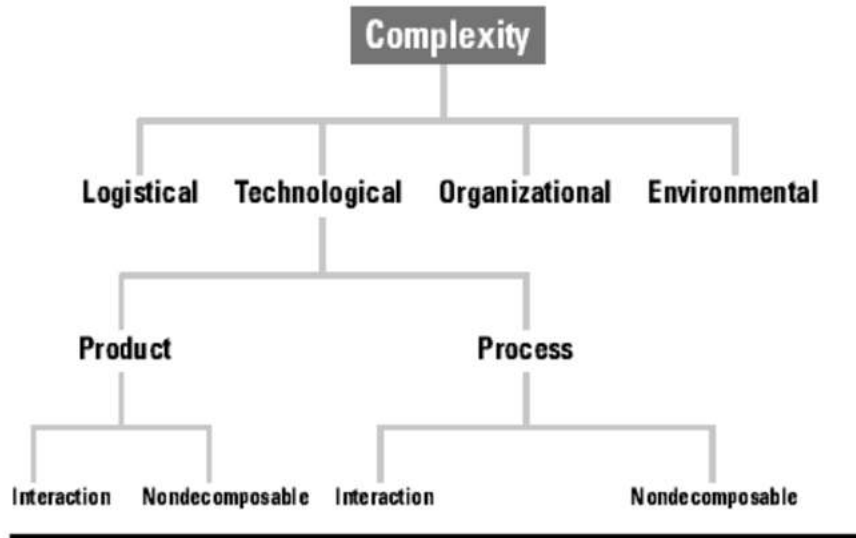 Complexity
Logistical Technological Organizational Environmental
Product Process
Interaction Nondecomposable Interaction Nondecomposable